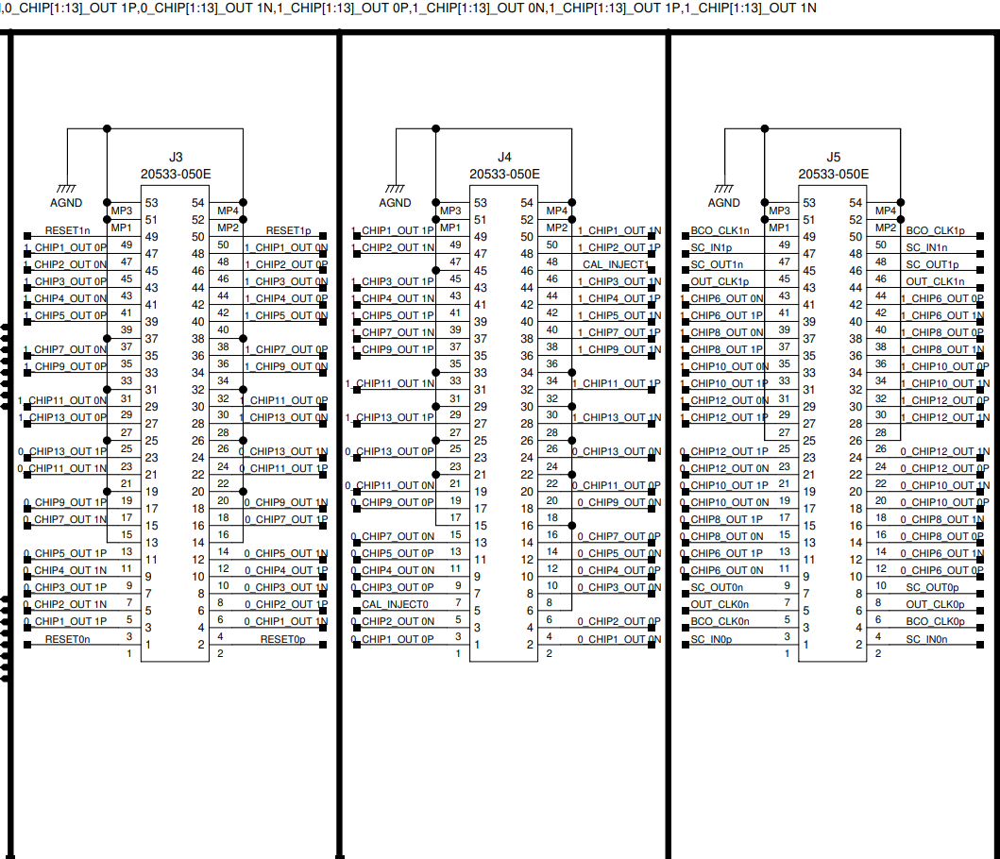 ,0_CHIP[1:13]_OUT 1P,0_CHIP[1:13]_OUT 1N,1_CHIP[1:13]_OUT 0P,1_CHIP[1:13]_OUT 0N,1_CHIP[1:13]_OUT 1P,1_CHIP[1:13]_OUT 1N
J3
20533-050E
AGND 53 54
MP3 51 52 MP4
RESET1n MP1 49 50 MP2 RESET1p
1_CHIP1_OUT 0P 49 47 48 50 1_CHIP1_OUT 0N
1_CHIP2_OUT 0N 47 45 46 48 1_CHIP2_OUT 0P
1_CHIP3_OUT 0P 45 43 44 46 1_CHIP3_OUT 0N
1_CHIP4_OUT 0N 43 41 42 44 1_CHIP4_OUT 0P
1_CHIP5_OUT 0P 41 39 40 42 1_CHIP5_OUT 0N
39 37 38 40
1_CHIP7_OUT 0N 37 35 36 38 1_CHIP7_OUT 0P
1_CHIP9_OUT 0P 35 33 34 36 1_CHIP9_OUT 0N
33 31 32 34
1_CHIP11_OUT 0N 31 29 30 32 1_CHIP11_OUT 0P
1_CHIP13_OUT 0P 29 27 28 30 1_CHIP13_OUT 0N
27 25 26 28
0_CHIP13_OUT 1P 25 23 24 26 0_CHIP13_OUT 1N
0_CHIP11_OUT 1N 23 21 22 24 0_CHIP11_OUT 1P
21 19 20 22
0_CHIP9_OUT 1P 19 17 18 20 0_CHIP9_OUT 1N
0_CHIP7_OUT 1N 17 15 16 18 0_CHIP7_OUT 1P
15 13 14 16
0_CHIP5_OUT 1P 13 11 12 14 0_CHIP5_OUT 1N
0_CHIP4_OUT 1N 11 9 10 12 0_CHIP4_OUT 1P
0_CHIP3_OUT 1P 9 7 8 10 0_CHIP3_OUT 1N
0_CHIP2_OUT 1N 7 5 6 8 0_CHIP2_OUT 1P
0_CHIP1_OUT 1P 5 3 4 6 0_CHIP1_OUT 1N
RESET0n 3 1 2 4 RESET0p
1 2
J4
20533-050E
AGND 53 54
MP3 51 52 MP4
1_CHIP1_OUT 1P MP1 49 50 MP2 1_CHIP1_OUT 1N
1_CHIP2_OUT 1N 49 47 48 50 1_CHIP2_OUT 1P
47 45 46 48 CAL_INJECT1
1_CHIP3_OUT 1P 45 43 44 46 1_CHIP3_OUT 1N
1_CHIP4_OUT 1N 43 41 42 44 1_CHIP4_OUT 1P
1_CHIP5_OUT 1P 41 39 40 42 1_CHIP5_OUT 1N
1_CHIP7_OUT 1N 39 37 38 40 1_CHIP7_OUT 1P
1_CHIP9_OUT 1P 37 35 36 38 1_CHIP9_OUT 1N
35 33 34 36
1_CHIP11_OUT 1N 33 31 32 34 1_CHIP11_OUT 1P
31 29 30 32
1_CHIP13_OUT 1P 29 27 28 30 1_CHIP13_OUT 1N
27 25 26 28
0_CHIP13_OUT 0P 25 23 24 26 0_CHIP13_OUT 0N
23 21 22 24
0_CHIP11_OUT 0N 21 19 20 22 0_CHIP11_OUT 0P
0_CHIP9_OUT 0P 19 17 18 20 0_CHIP9_OUT 0N
17 15 16 18
0_CHIP7_OUT 0N 15 13 14 16 0_CHIP7_OUT 0P
0_CHIP5_OUT 0P 13 11 12 14 0_CHIP5_OUT 0N
0_CHIP4_OUT 0N 11 9 10 12 0_CHIP4_OUT 0P
0_CHIP3_OUT 0P 9 7 8 10 0_CHIP3_OUT 0N
CAL_INJECT0 7 5 6 8
0_CHIP2_OUT 0N 5 3 4 6 0_CHIP2_OUT 0P
0_CHIP1_OUT 0P 3 1 2 4 0_CHIP1_OUT 0N
1 2
J5
20533-050E
AGND 53 54
MP3 51 52 MP4
BCO_CLK1n MP1 49 50 MP2 BCO_CLK1p
SC_IN1p 49 47 48 50 SC_IN1n
SC_OUT1n 47 45 46 48 SC_OUT1p
OUT_CLK1p 45 43 44 46 OUT_CLK1n
1_CHIP6_OUT 0N 43 41 42 44 1_CHIP6_OUT 0P
1_CHIP6_OUT 1P 41 39 40 42 1_CHIP6_OUT 1N
1_CHIP8_OUT 0N 39 37 38 40 1_CHIP8_OUT 0P
1_CHIP8_OUT 1P 37 35 36 38 1_CHIP8_OUT 1N
1_CHIP10_OUT 0N 35 33 34 36 1_CHIP10_OUT 0P
1_CHIP10_OUT 1P 33 31 32 34 1_CHIP10_OUT 1N
1_CHIP12_OUT 0N 31 29 30 32 1_CHIP12_OUT 0P
1_CHIP12_OUT 1P 29 27 28 30 1_CHIP12_OUT 1N
27 25 26 28
0_CHIP12_OUT 1P 25 23 24 26 0_CHIP12_OUT 1N
0_CHIP12_OUT 0N 23 21 22 24 0_CHIP12_OUT 0P
0_CHIP10_OUT 1P 21 19 20 22 0_CHIP10_OUT 1N
0_CHIP10_OUT 0N 19 17 18 20 0_CHIP10_OUT 0P
0_CHIP8_OUT 1P 17 15 16 18 0_CHIP8_OUT 1N
0_CHIP8_OUT 0N 15 13 14 16 0_CHIP8_OUT 0P
0_CHIP6_OUT 1P 13 11 12 14 0_CHIP6_OUT 1N
0_CHIP6_OUT 0N 11 9 10 12 0_CHIP6_OUT 0P
SC_OUT0n 9 7 8 10 SC_OUT0p
OUT_CLK0n 7 5 6 8 OUT_CLK0p
BCO_CLK0n 5 3 4 6 BCO_CLK0p
SC_IN0p 3 1 2 4 SC_IN0n
1 2